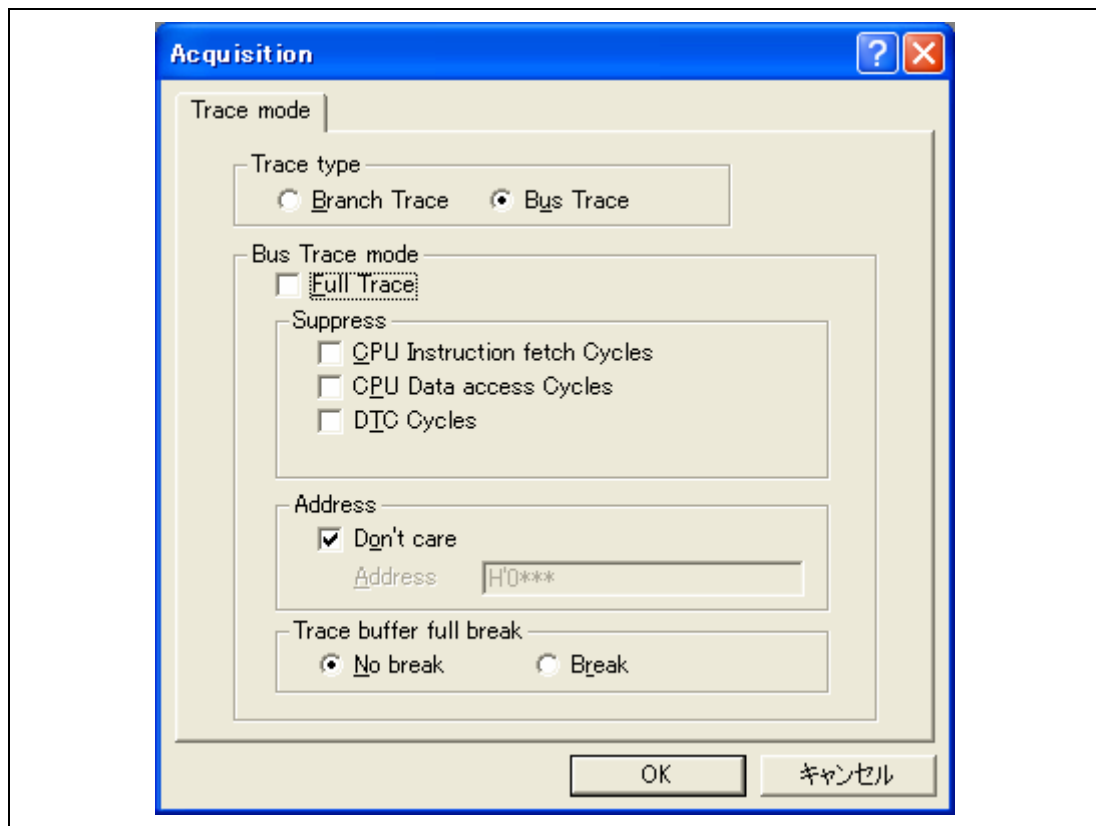 Acquisition
Trace mode
Trace type
Branch Trace
Bus Trace
Bus Trace mode
Full Trace
Suppress
CPU Instruction fetch Cycles
CPU Data access Cycles
DTC Cycles
Address
Don't care
Address H'0***
Trace buffer full break
No break
Break
OK
キャンセル